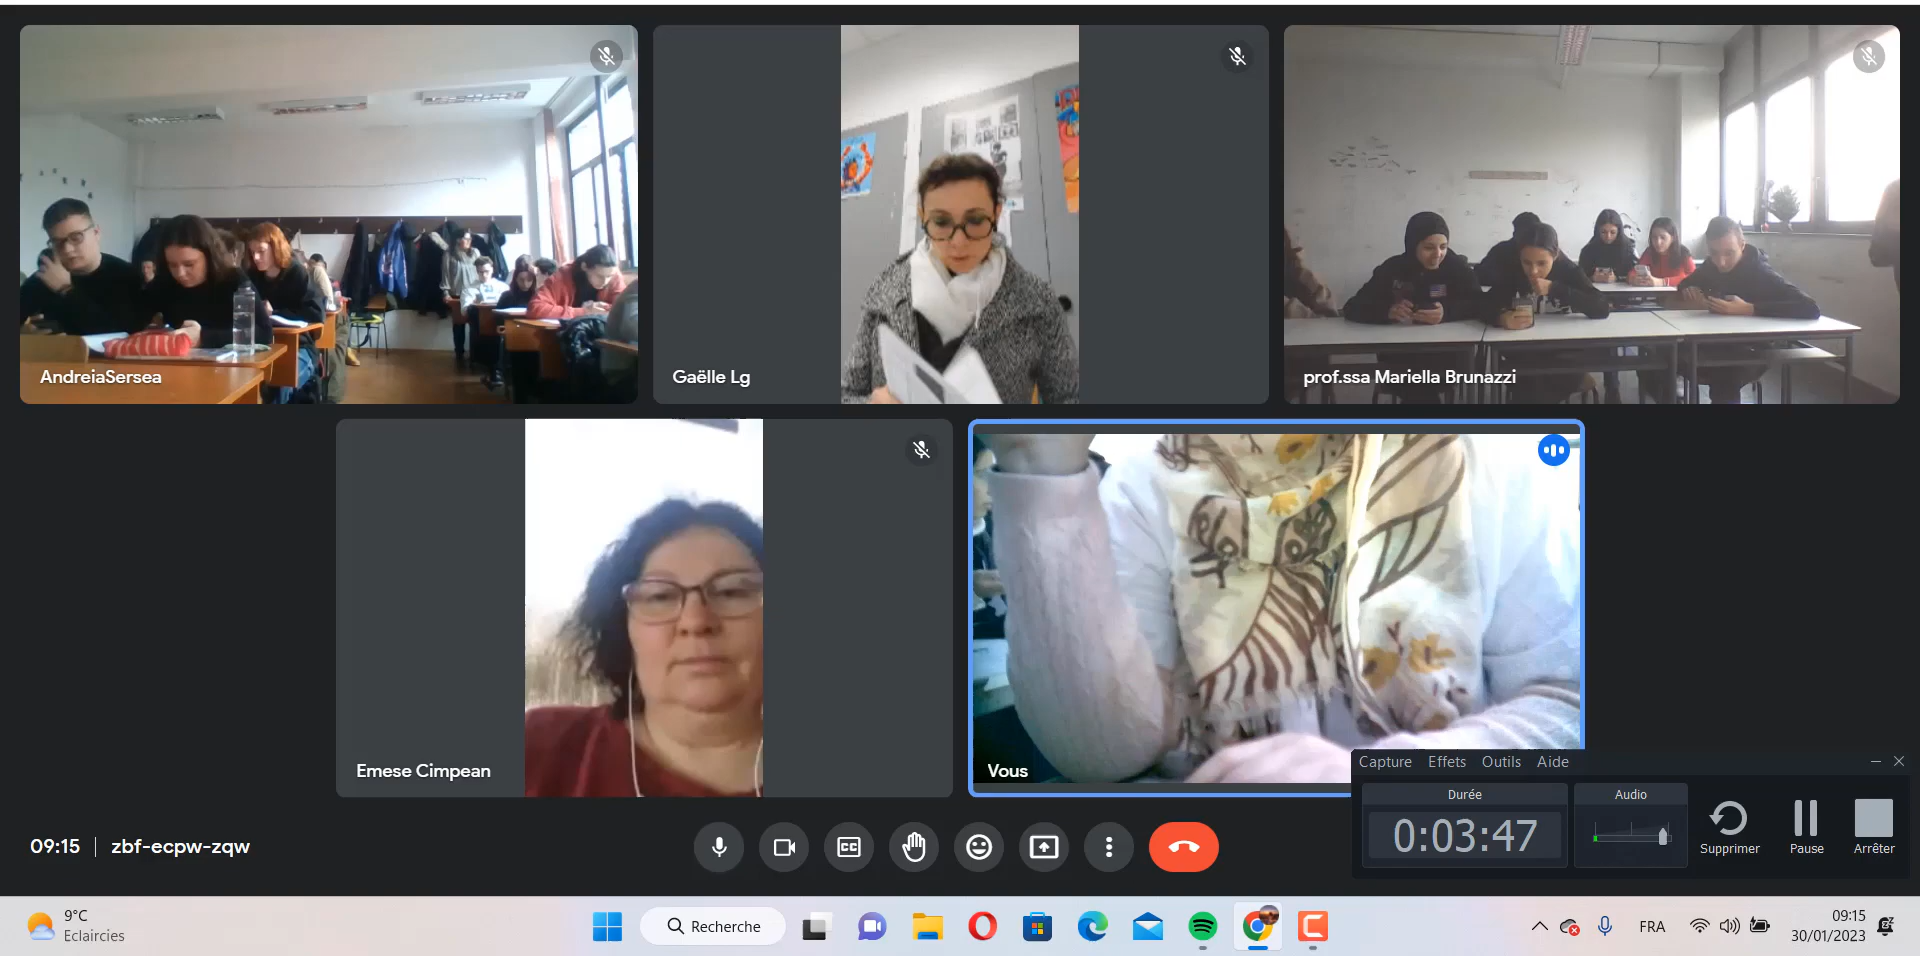 AndreiaSersea
Gaëlle Lg
prof.ssa Mariella Brunazzi
Emese Cimpean
Vous
Capture Effets Outils Aide
Durée
Audio
0:03:47
Supprimer
Pause
Arrêter
09:15 | zbf-ecpw-zqw
CC
9°C
Eclaircies
Recherche
FRA
09:15
30/01/2023